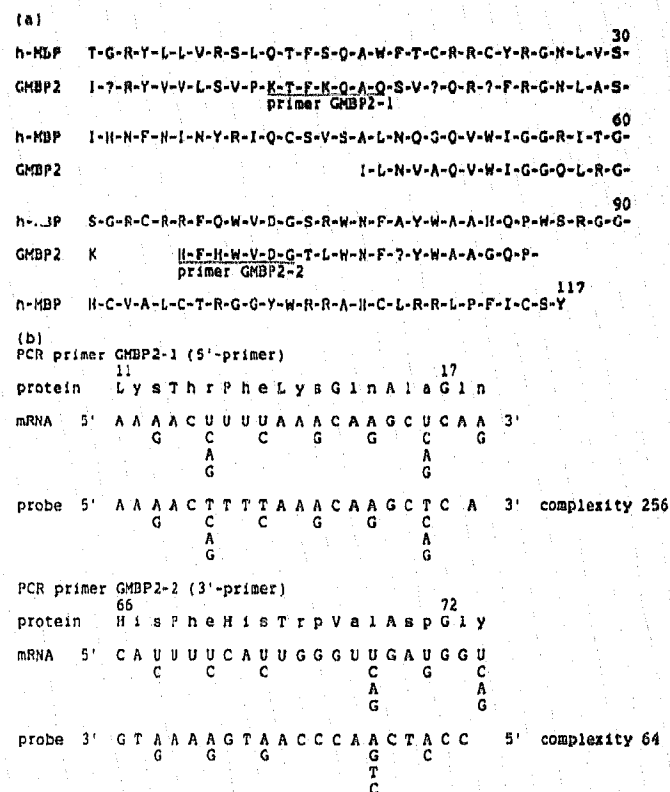 (a)
30
h-MBP T-G-R-Y-L-L-V-R-S-L-Q-T-F-S-Q-A-W-F-T-C-R-R-C-Y-R-G-N-L-V-S-
GMBP2 I-?-R-Y-V-V-L-S-V-P-K-T-F-K-Q-A-Q-S-V-?-Q-R-?-F-R-G-N-L-A-S-
primer GMBP2-1
60
h-MBP I-H-N-F-N-I-N-Y-R-I-Q-C-S-V-S-A-L-N-Q-G-Q-V-W-I-G-G-R-I-T-G-
GMBP2 I-L-N-V-A-Q-V-W-I-G-G-Q-L-R-G-
90
S-G-R-C-R-R-F-Q-W-V-D-G-S-R-W-N-F-A-Y-W-A-A-H-Q-P-W-S-R-G-G-
GMBP2 K H-F-H-W-V-D-G-T-L-W-N-F-?-Y-W-A-A-G-Q-P-
primer GMBP2-2
117
h-MBP H-C-V-A-L-C-T-R-G-G-Y-W-R-R-A-H-C-L-R-R-L-P-F-I-C-S-Y
(b)
PCR primer GMBP2-1 (5'-primer)
11 17
protein LysThrPheLysGlnAlaGln
mRNA 5' A A A A C U U U U A A A C A A G C U C A A 3'
G C C G G C G
A A
G G
probe 5' A A A A C T T T T A A A C A A G C T C A 3' complexity 256
G C C G G C
A A
G G
PCR primer GMBP2-2 (3'-primer)
66 72
protein HisPheHisTrpValAspGly
mRNA 5' C A U U U U C A U U G G G U U G A U G G U
C C C C G C
A A
G G
probe 3' G T A A A A G T A A C C C A A C T A C C 5' complexity 64
G G G G C
T
C